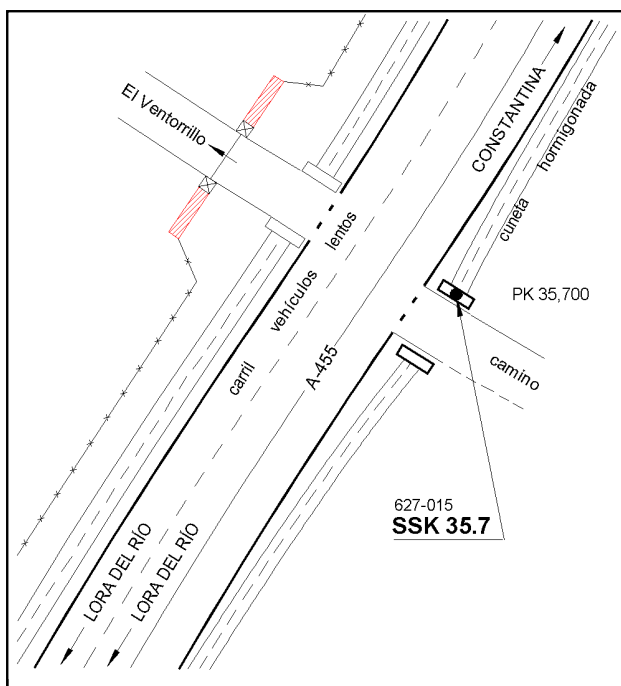 El Ventorrillo
CONSTANTINA
cuneta hormigonada
PK 35,700
carril vehículos lentos
A-455
camino
627-015
SSK 35.7
LORA DEL RÍO
LORA DEL RÍO